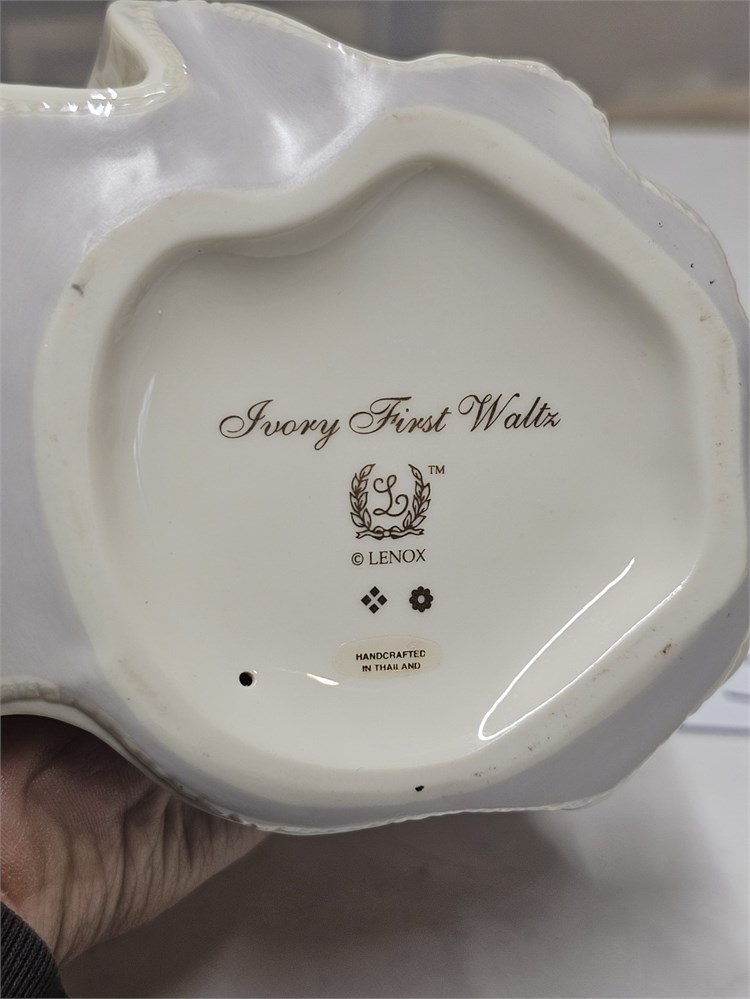 Ivory First Waltz
L ™
© LENOX
HANDCRAFTED
IN THAILAND